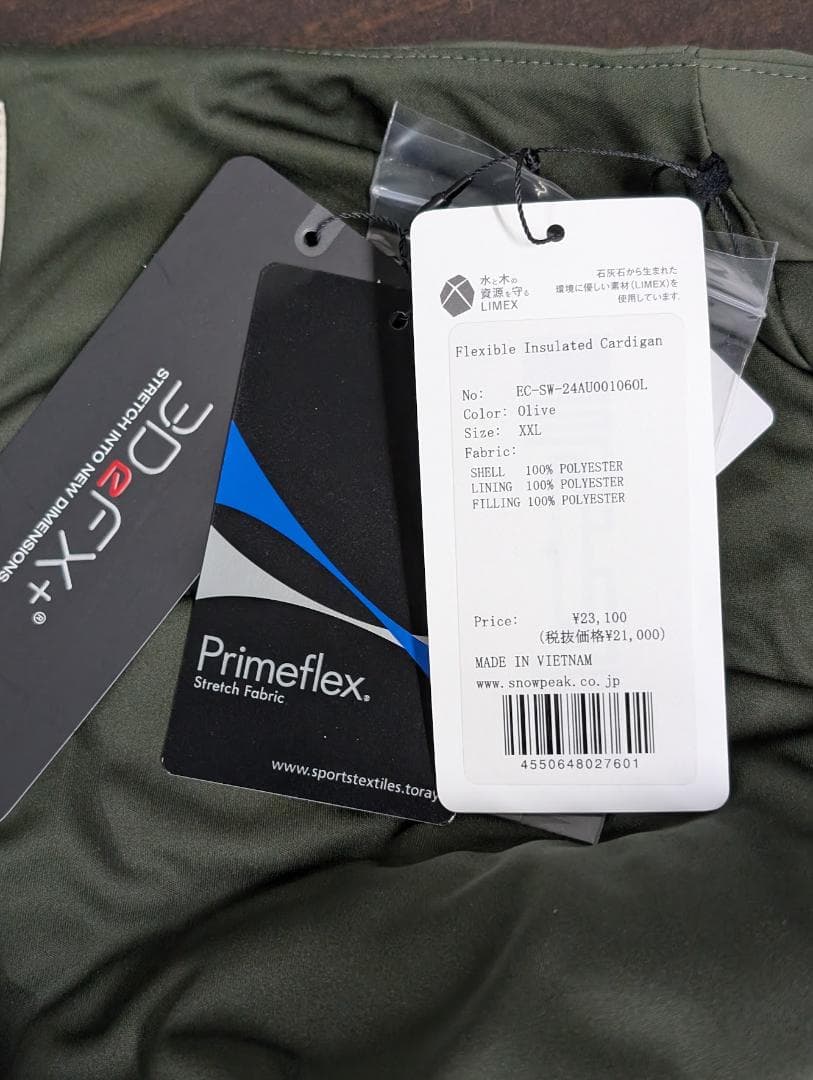 水と木の
資源を守る
LIMEX
石灰石から生まれた
環境に優しい素材(LIMEX)を
使用しています.
Flexible Insulated Cardigan
No: EC-SW-24AU00106OL
Color: Olive
Size: XXL
Fabric:
SHELL 100% POLYESTER
LINING 100% POLYESTER
FILLING 100% POLYESTER
Price: ¥23,100
(税抜価格¥21,000)
MADE IN VIETNAM
www.snowpeak.co.jp
4550648027601
Primeflex®
Stretch Fabric
www.sportstextiles.toray
3DeFX+®
STRETCH INTO NEW DIMENSIONS